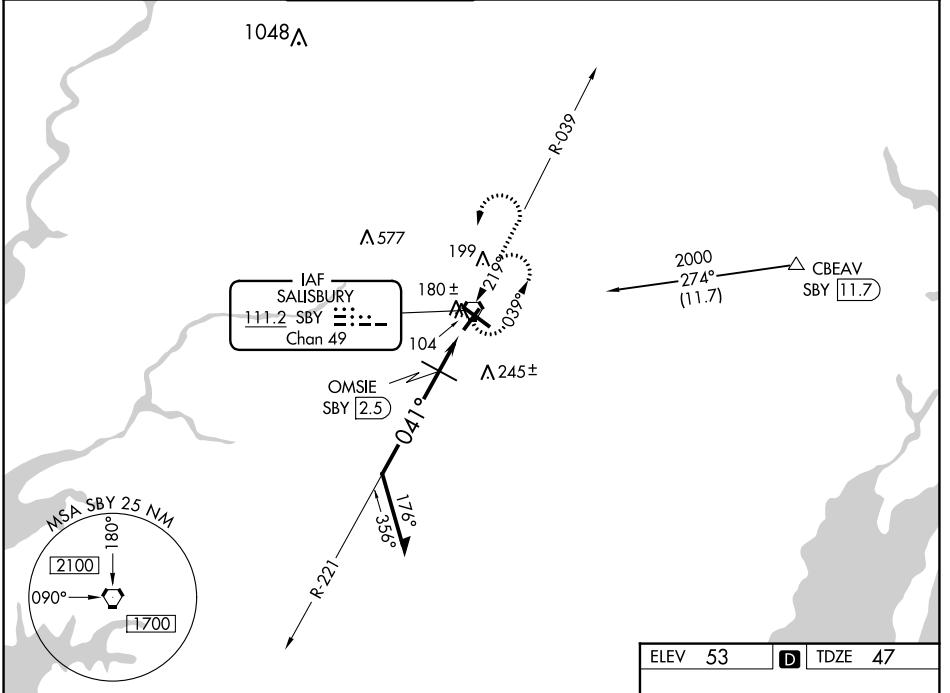 1048
R-039
577
199
219°
2000
274°
(11.7)
CBEAV
SBY 11.7
IAF
SALISBURY
111.2 SBY
Chan 49
180 ±
039°
104
245 ±
OMSIE
SBY 2.5
041°
176°
356°
R-221
MSA SBY 25 NM
180°
2100
090°
1700
ELEV 53 D TDZE 47